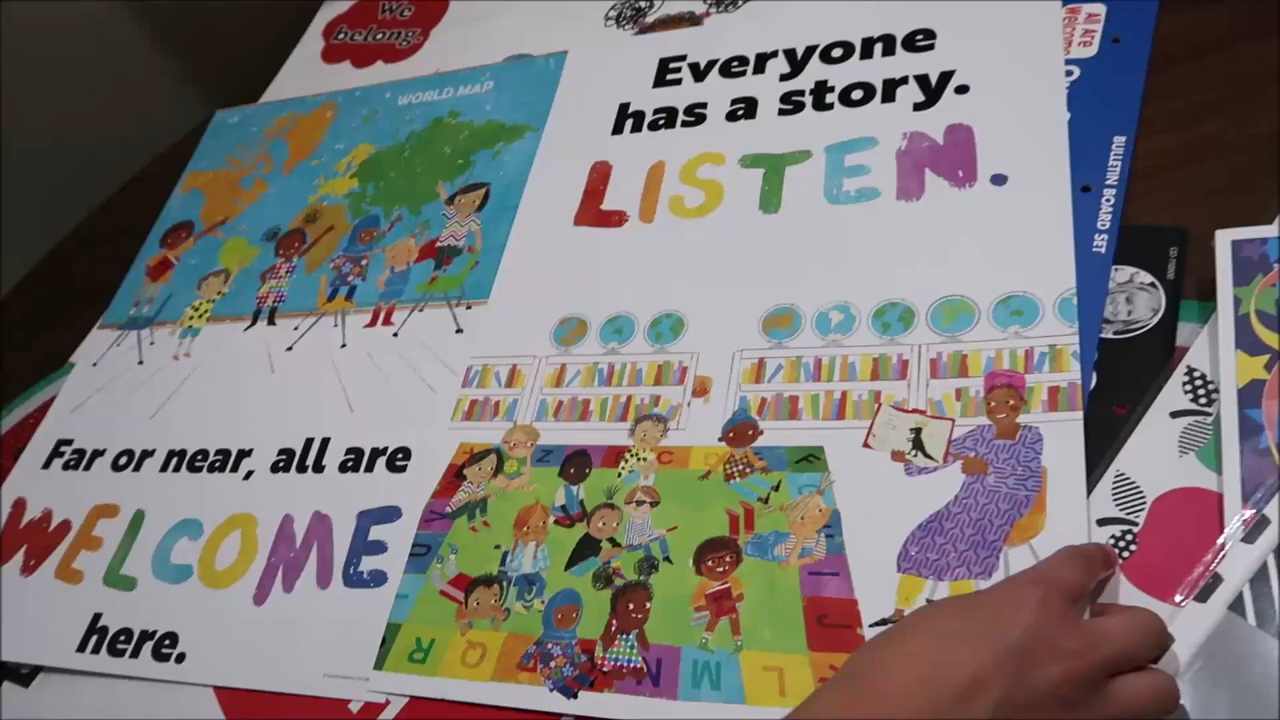 We
belong.
WORLD MAP
Everyone
has a story.
LISTEN.
Far or near, all are
WELCOME
here.
All Are
Welcome
BULLETIN BOARD SET